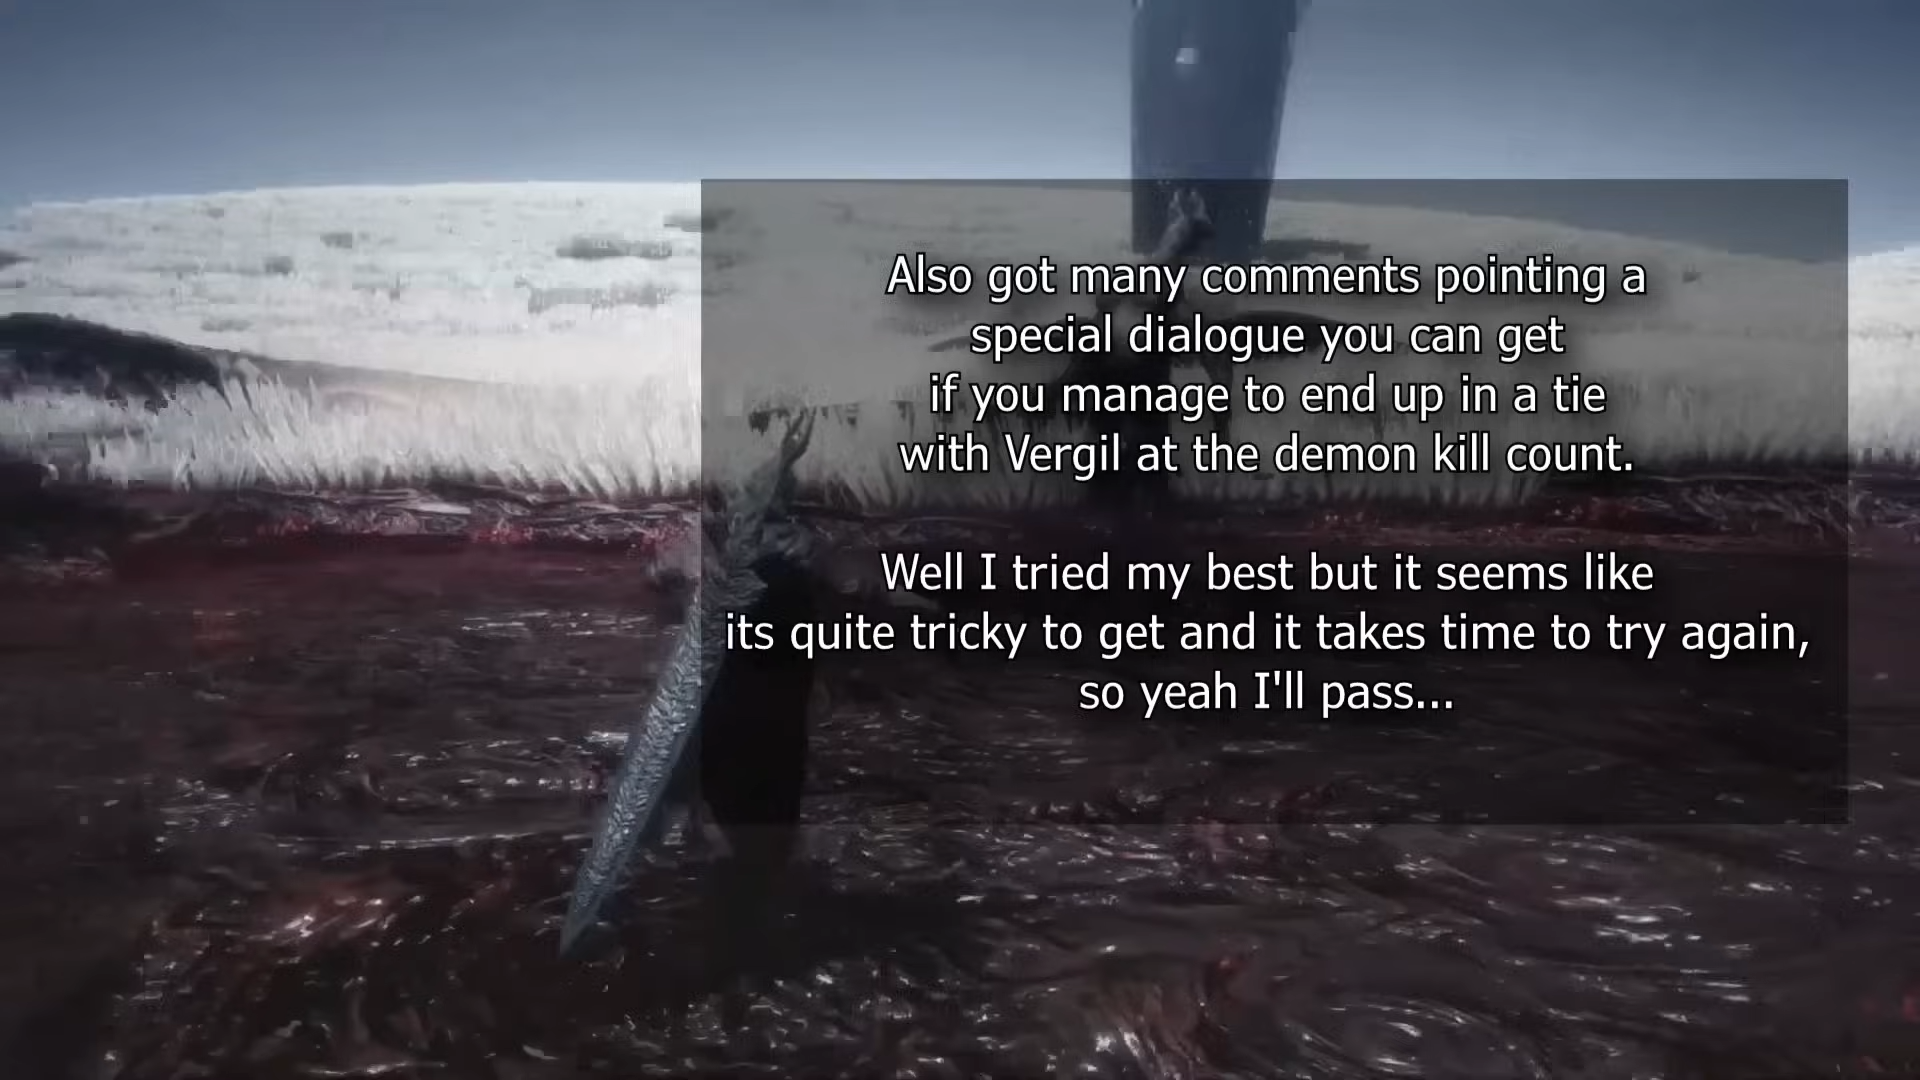 Also got many comments pointing a
special dialogue you can get
if you manage to end up in a tie
with Vergil at the demon kill count.
Well I tried my best but it seems like
its quite tricky to get and it takes time to try again,
so yeah I'll pass...